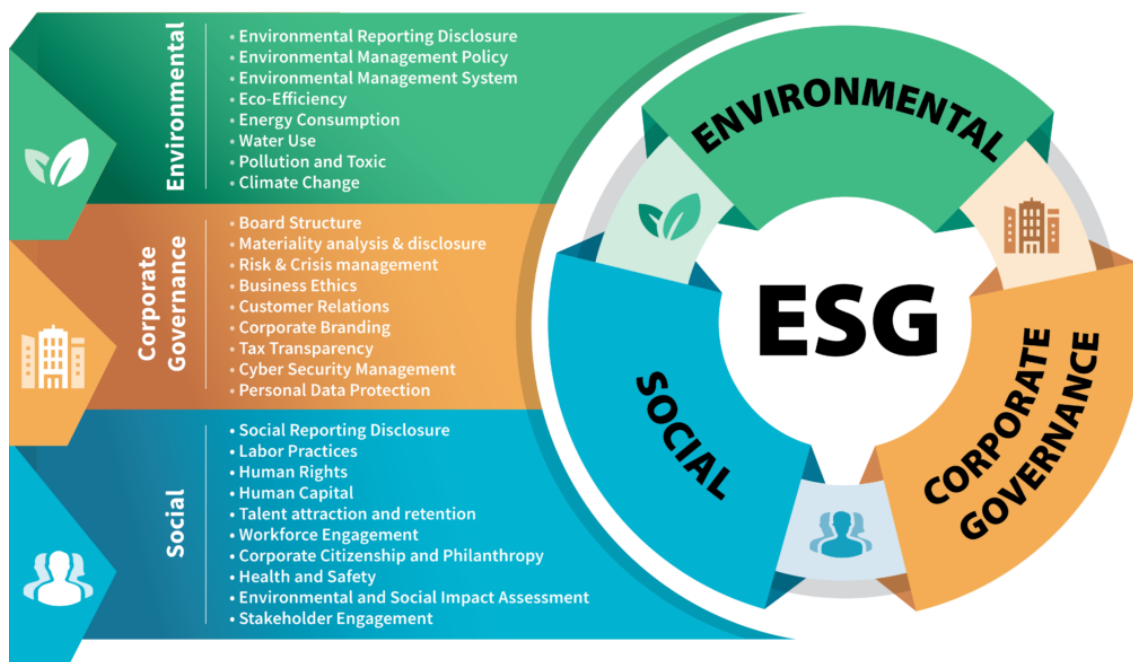 Environmental
• Environmental Reporting Disclosure
• Environmental Management Policy
• Environmental Management System
• Eco-Efficiency
• Energy Consumption
• Water Use
• Pollution and Toxic
• Climate Change
Corporate
Governance
• Board Structure
• Materiality analysis & disclosure
• Risk & Crisis management
• Business Ethics
• Customer Relations
• Corporate Branding
• Tax Transparency
• Cyber Security Management
• Personal Data Protection
Social
• Social Reporting Disclosure
• Labor Practices
• Human Rights
• Human Capital
• Talent attraction and retention
• Workforce Engagement
• Corporate Citizenship and Philanthropy
• Health and Safety
• Environmental and Social Impact Assessment
• Stakeholder Engagement
ENVIRONMENTAL
ESG
SOCIAL
CORPORATE
GOVERNANCE